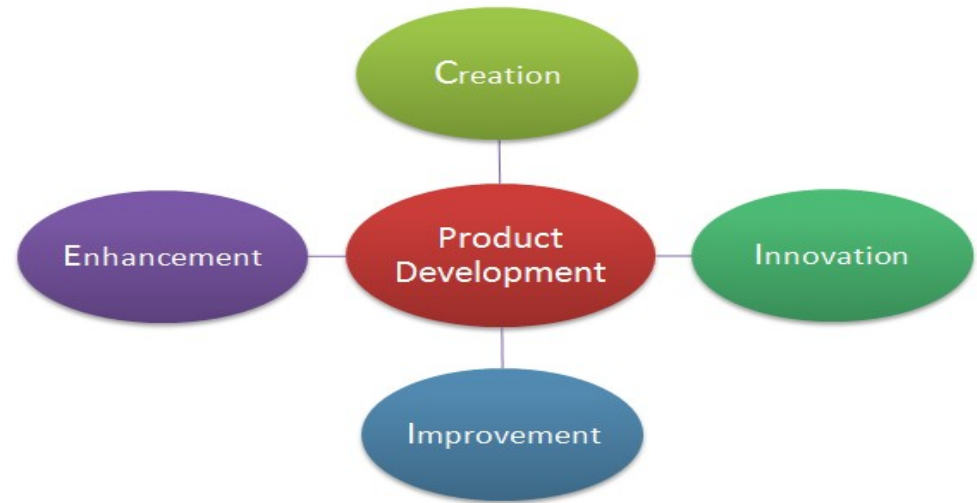 Creation
Enhancement
Product
Development
Innovation
Improvement